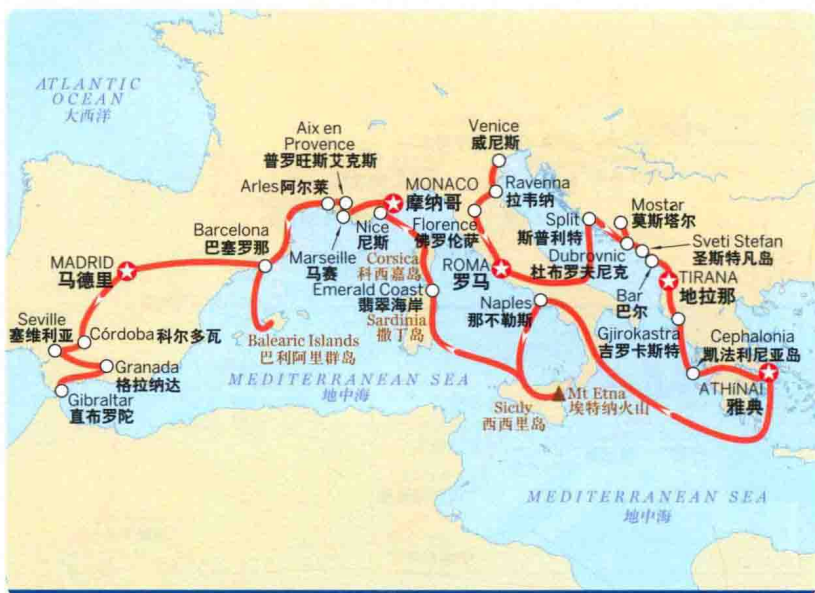 ATLANTIC
OCEAN
大西洋
Venice
威尼斯
Aix en
Provence
普罗旺斯艾克斯
Arles阿尔莱
MONACO
摩纳哥
Ravenna
拉韦纳
Mostar
莫斯塔尔
Barcelona
巴塞罗那
Nice
尼斯
Florence
佛罗伦萨
Split
斯普利特
Sveti Stefan
圣斯特凡岛
Marseille
马赛
Corsica
科西嘉岛
MADRID
马德里
ROMA
罗马
Dubrovnic
杜布罗夫尼克
Emerald Coast
翡翠海岸
Bar
巴尔
TIRANA
地拉那
Naples
那不勒斯
Sardinia
撒丁岛
Seville
塞维利亚
Córdoba 科尔多瓦
Balearic Islands
巴利阿里群岛
Gjirokastra
吉罗卡斯特
Cephalonia
凯法利尼亚岛
Granada
格拉纳达
MEDITERRANEAN SEA
地中海
Mt Etna
埃特纳火山
ATHÍNAI
雅典
Gibraltar
直布罗陀
Sicily
西西里岛
MEDITERRANEAN SEA
地中海